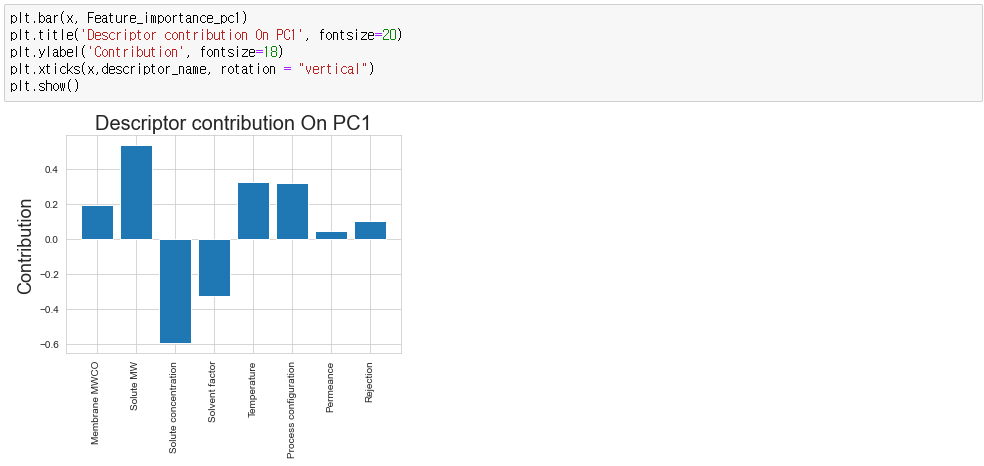 plt.bar(x, Feature_importance_pc1)
plt.title('Descriptor contribution On PC1', fontsize=20)
plt.ylabel('Contribution', fontsize=18)
plt.xticks(x,descriptor_name, rotation = "vertical")
plt.show()
Descriptor contribution On PC1
Contribution
0.4
0.2
0.0
−0.2
−0.4
−0.6
Membrane MWCO
Solute MW
Solute concentration
Solvent factor
Temperature
Process configuration
Permeance
Rejection